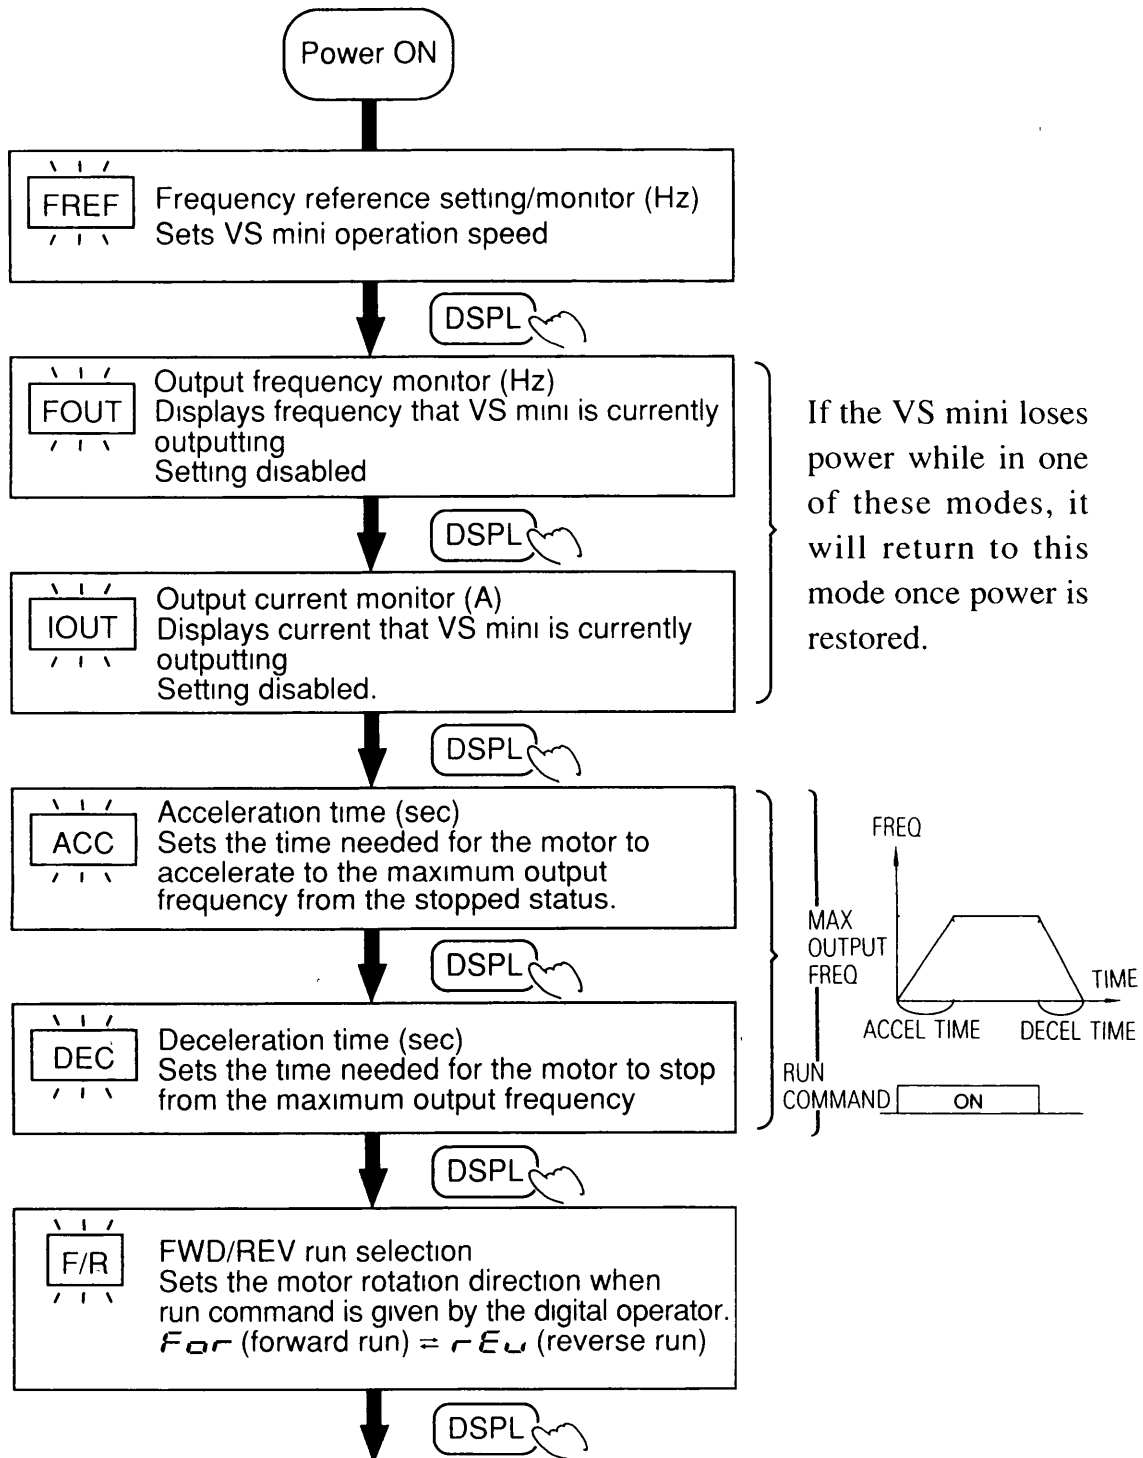 Power ON
FREF
Frequency reference setting/monitor (Hz)
Sets VS mini operation speed
DSPL
FOUT
Output frequency monitor (Hz)
Displays frequency that VS mini is currently
outputting
Setting disabled
DSPL
IOUT
Output current monitor (A)
Displays current that VS mini is currently
outputting
Setting disabled.
If the VS mini loses
power while in one
of these modes, it
will return to this
mode once power is
restored.
DSPL
ACC
Acceleration time (sec)
Sets the time needed for the motor to
accelerate to the maximum output
frequency from the stopped status.
DSPL
DEC
Deceleration time (sec)
Sets the time needed for the motor to stop
from the maximum output frequency
FREQ
MAX
OUTPUT
FREQ
TIME
ACCEL TIME
DECEL TIME
RUN
COMMAND
ON
DSPL
F/R
FWD/REV run selection
Sets the motor rotation direction when
run command is given by the digital operator.
For (forward run) ⇌ rEv (reverse run)
DSPL